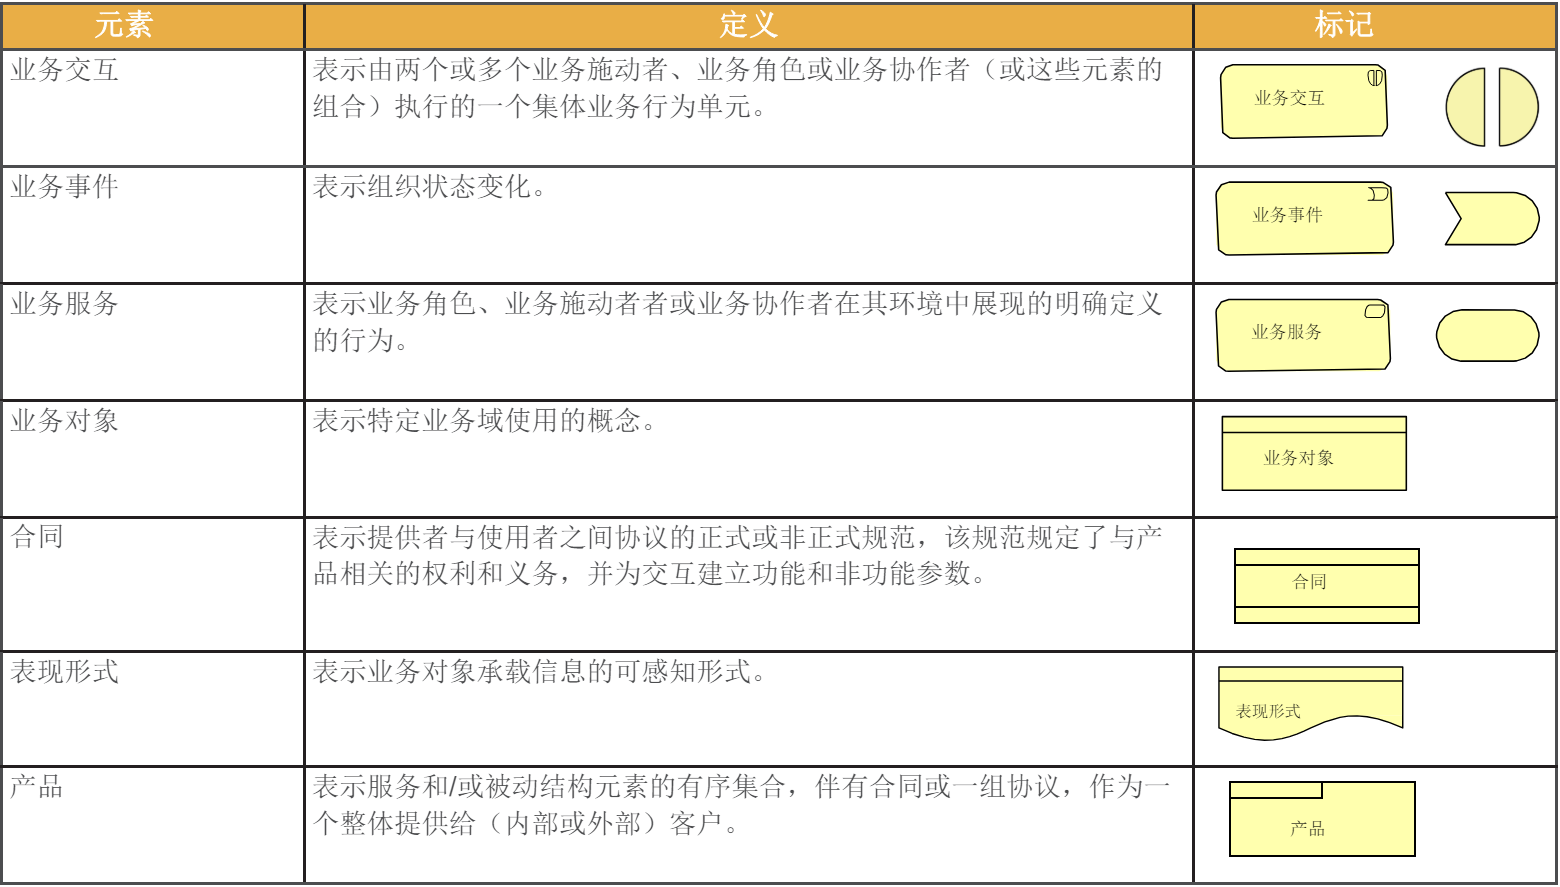 元素 定义 标记
业务交互 表示由两个或多个业务施动者、业务角色或业务协作者（或这些元素的
组合）执行的一个集体业务行为单元。
业务交互
业务事件 表示组织状态变化。
业务事件
业务服务 表示业务角色、业务施动者者或业务协作者在其环境中展现的明确定义
的行为。
业务服务
业务对象 表示特定业务域使用的概念。
业务对象
合同 表示提供者与使用者之间协议的正式或非正式规范，该规范规定了与产
品相关的权利和义务，并为交互建立功能和非功能参数。
合同
表现形式 表示业务对象承载信息的可感知形式。
表现形式
产品 表示服务和/或被动结构元素的有序集合，伴有合同或一组协议，作为一
个整体提供给（内部或外部）客户。
产品